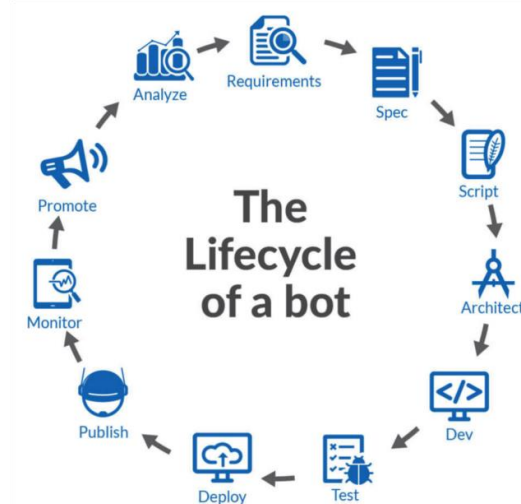 The
Lifecycle
of a bot
Requirements
Spec
Script
Architect
</>
Dev
Test
Deploy
Publish
Monitor
Promote
Analyze